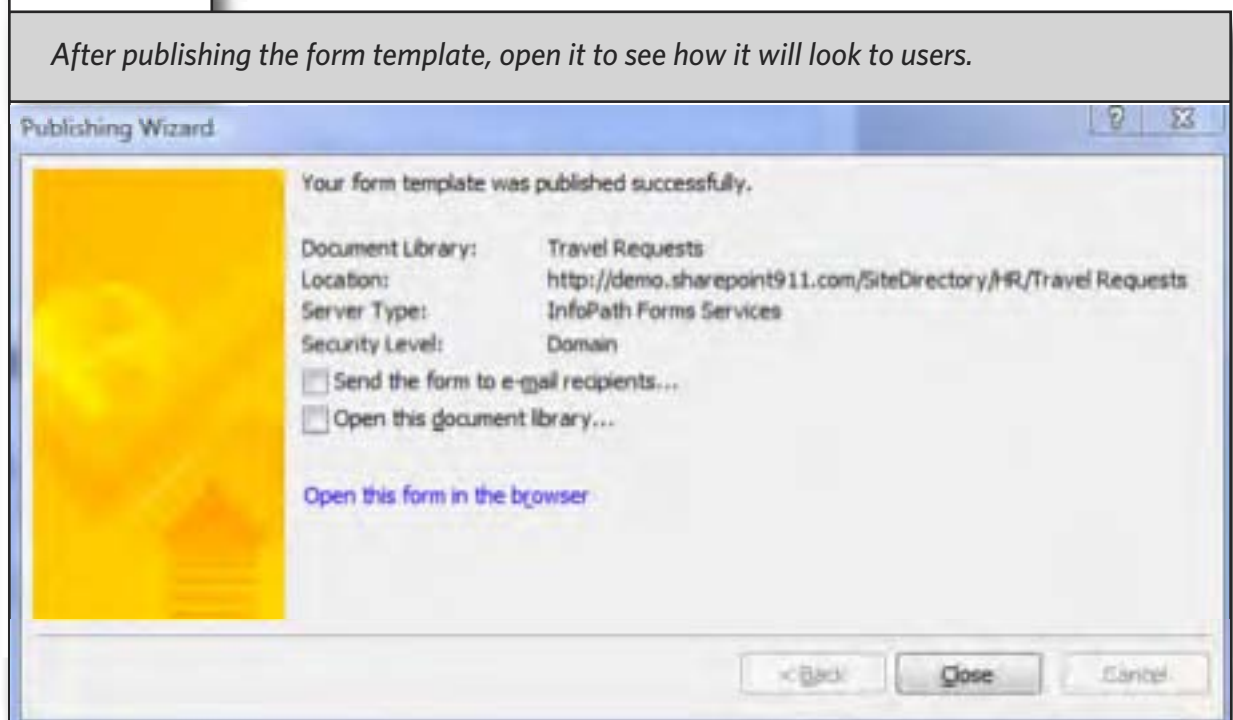 After publishing the form template, open it to see how it will look to users.
Publishing Wizard
Your form template was published successfully.
Document Library: Travel Requests
Location: http://demo.sharepoint911.com/SiteDirectory/HR/Travel Requests
Server Type: InfoPath Forms Services
Security Level: Domain
Send the form to e-mail recipients...
Open this document library...
Open this form in the browser
< Back Close Cancel